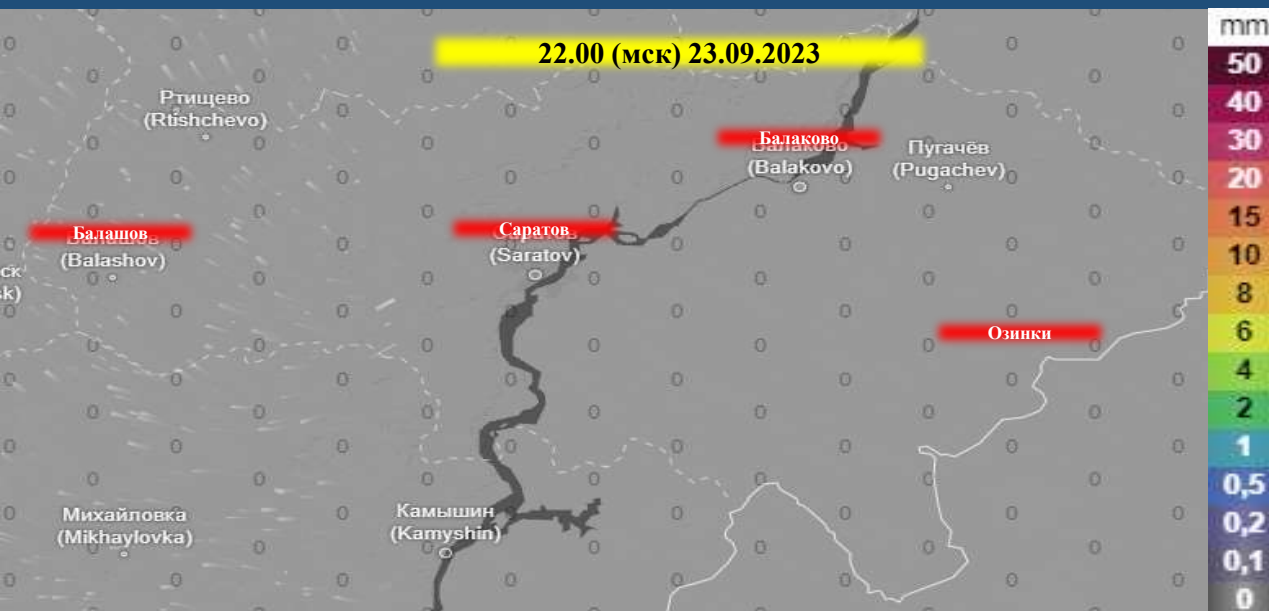 22.00 (мск) 23.09.2023
Ртищево
(Rtishchevo)
Балаково
(Balakovo)
Пугачёв
(Pugachev)
Балашов
(Balashov)
Саратов
(Saratov)
Озинки
Михайловка
(Mikhaylovka)
Камышин
(Kamyshin)
mm
50
40
30
20
15
10
8
6
4
2
1
0,5
0,2
0,1
0